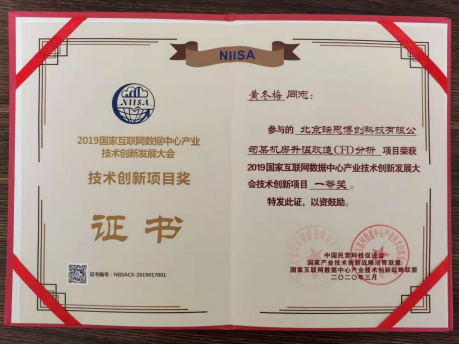 NIISA
NIISA
2019国家互联网数据中心产业
技术创新发展大会
技术创新项目奖
证书
证书编号：NIISACX-2019017001
黄冬梅 同志：
参与的 北京瑞思博创科技有限公
司某机房升温改造CFD分析 项目荣获
2019国家互联网数据中心产业技术创新发展大
会技术创新项目 一等奖。
特发此证，以资鼓励。
中国民营科技促进会
国家产业技术创新战略培育联盟
国家互联网数据中心产业技术创新战略联盟
二〇二〇年三月